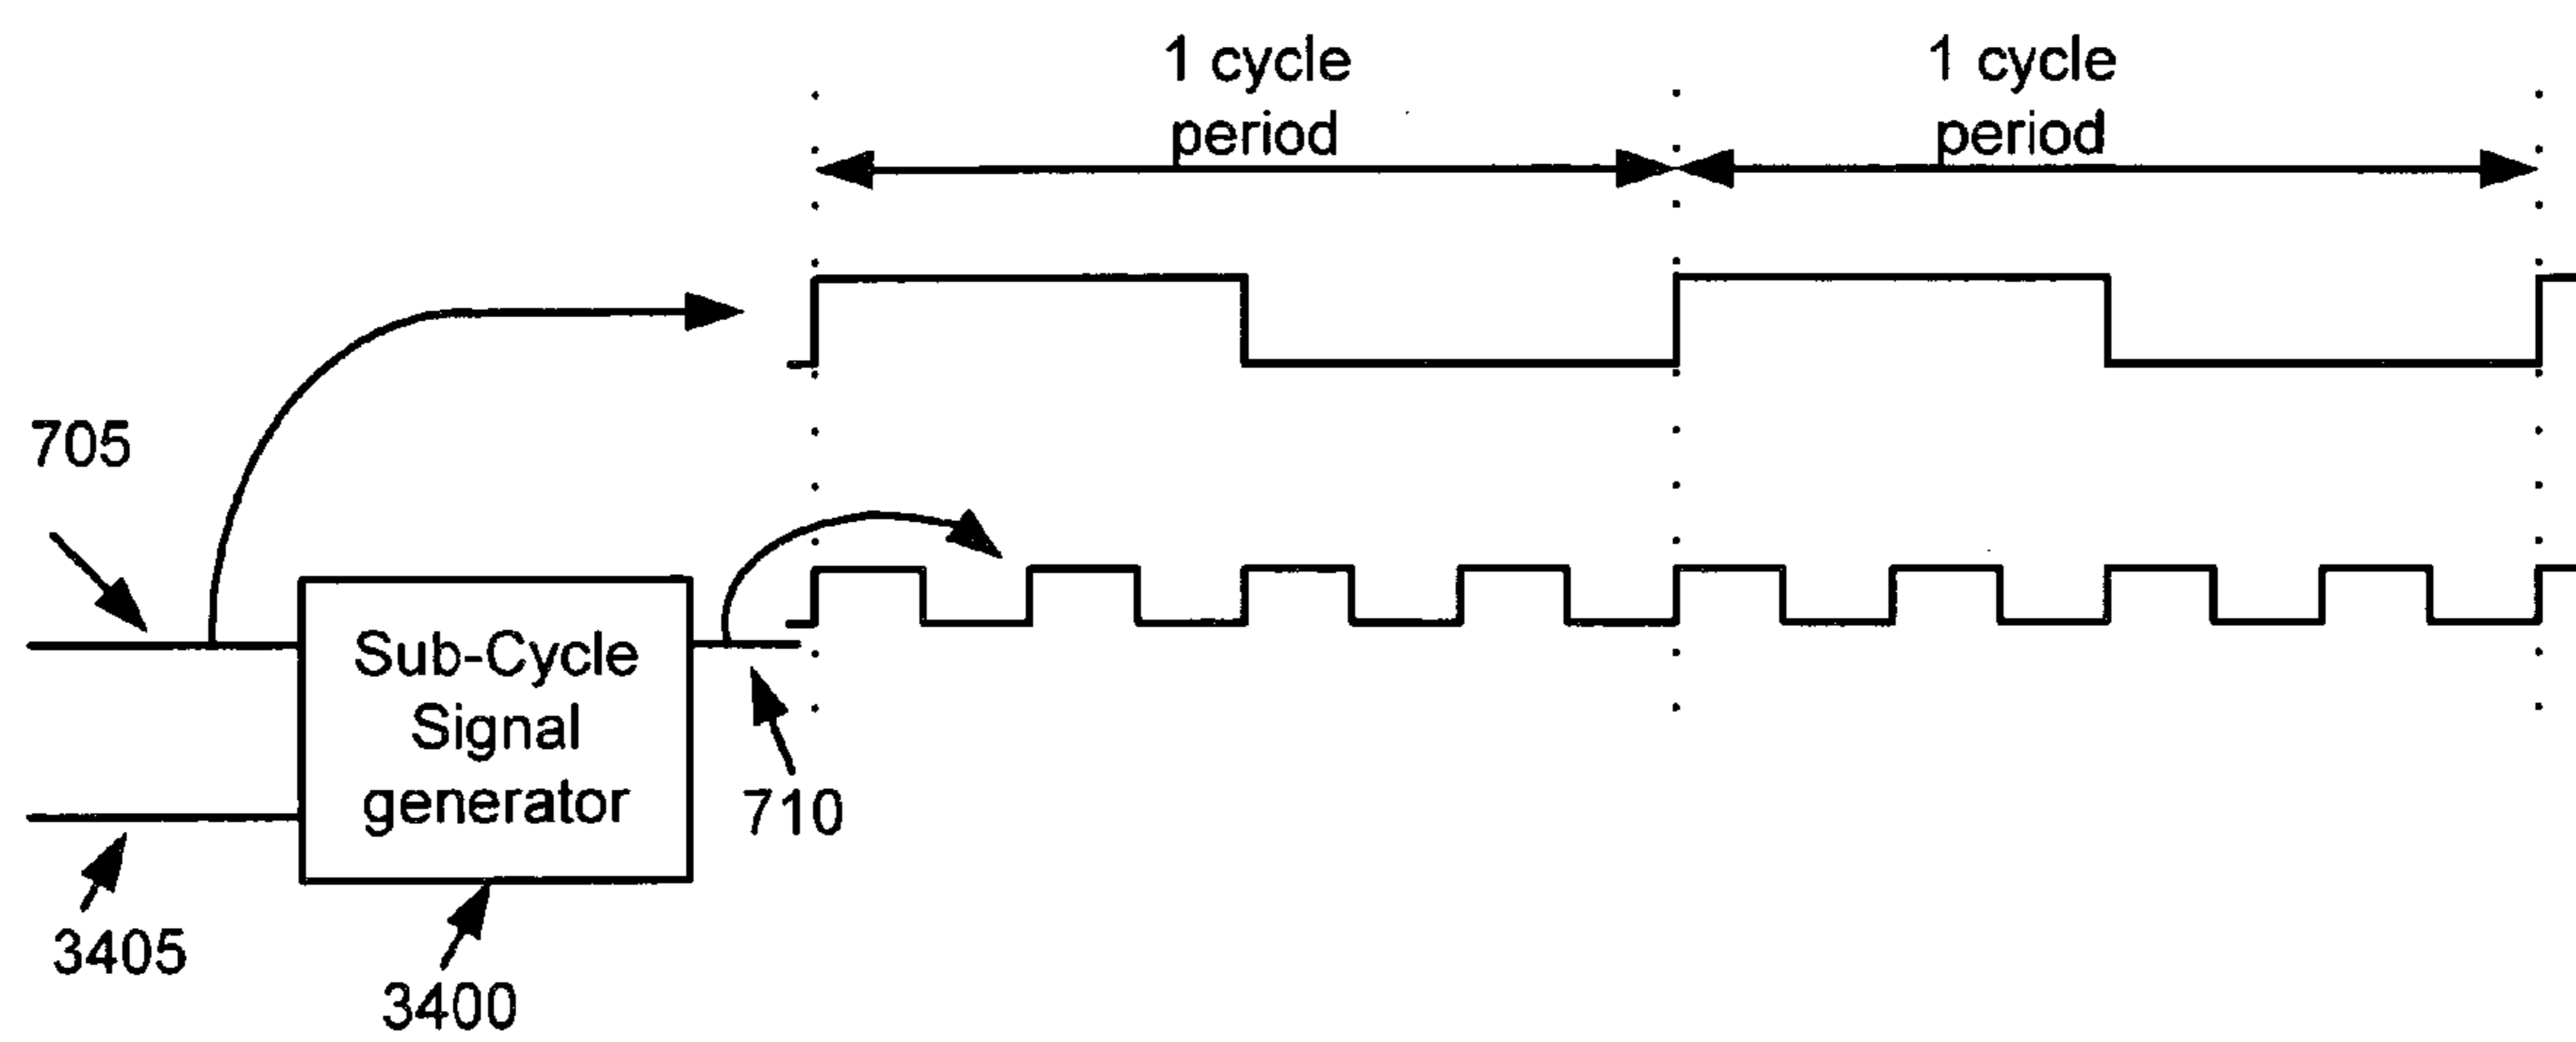 1 cycle
period
1 cycle
period
705
Sub-Cycle
Signal
generator
710
3405
3400